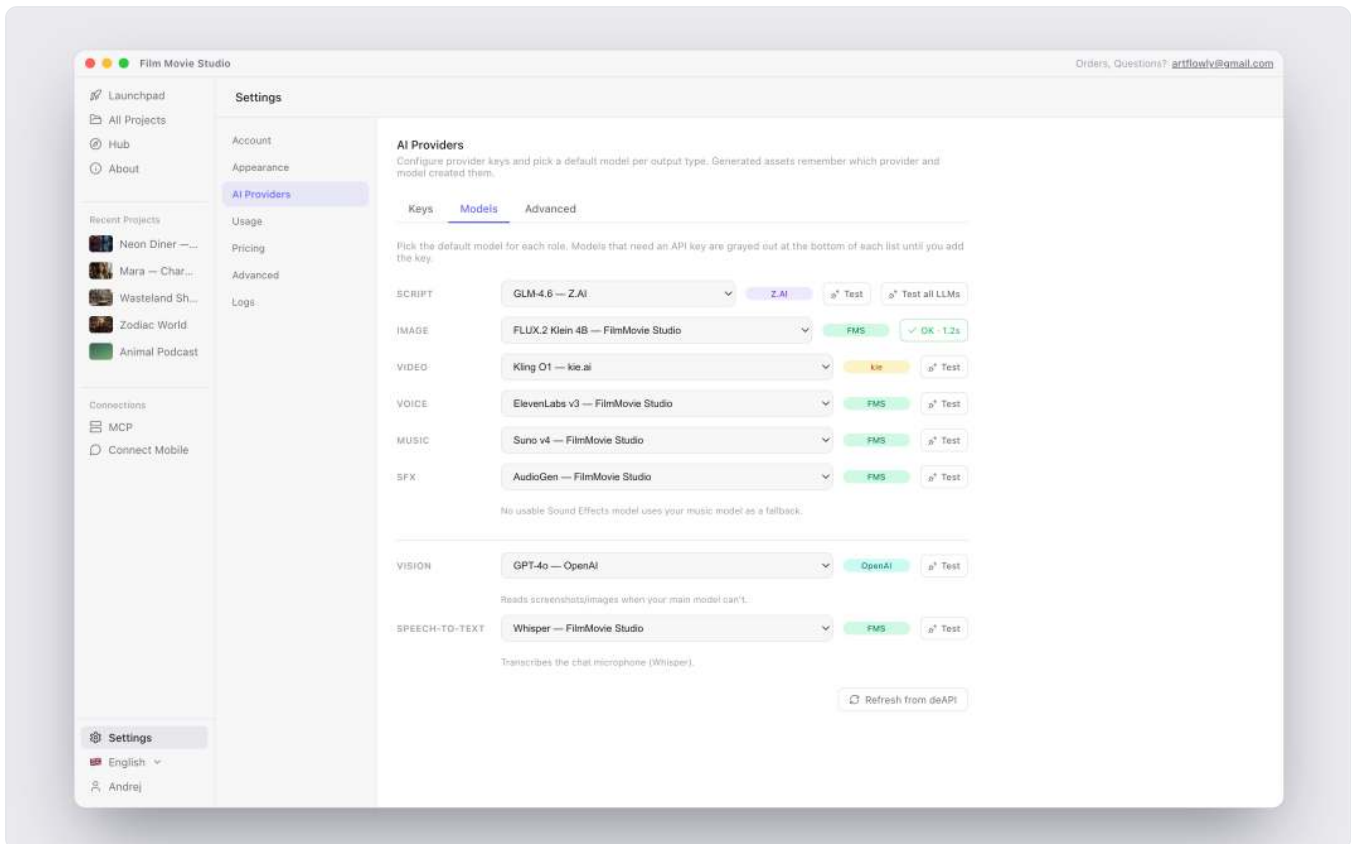 Film Movie Studio
Orders, Questions? artflowly@gmail.com
Launchpad
All Projects
Hub
About
Recent Projects
Neon Diner —...
Mara — Char...
Wasteland Sh...
Zodiac World
Animal Podcast
Connections
MCP
Connect Mobile
Settings
English
Andrej
Settings
Account
Appearance
AI Providers
Usage
Pricing
Advanced
Logs
AI Providers
Configure provider keys and pick a default model per output type. Generated assets remember which provider and
model created them.
Keys Models Advanced
Pick the default model for each role. Models that need an API key are grayed out at the bottom of each list until you add
the key.
SCRIPT GLM-4.6 — Z.AI Z.AI Test Test all LLMs
IMAGE FLUX.2 Klein 4B — FilmMovie Studio FMS OK · 1.2s
VIDEO Kling O1 — kie.ai kie Test
VOICE ElevenLabs v3 — FilmMovie Studio FMS Test
MUSIC Suno v4 — FilmMovie Studio FMS Test
SFX AudioGen — FilmMovie Studio FMS Test
No usable Sound Effects model uses your music model as a fallback.
VISION GPT-4o — OpenAI OpenAI Test
Reads screenshots/images when your main model can't.
SPEECH-TO-TEXT Whisper — FilmMovie Studio FMS Test
Transcribes the chat microphone (Whisper).
Refresh from deAPI